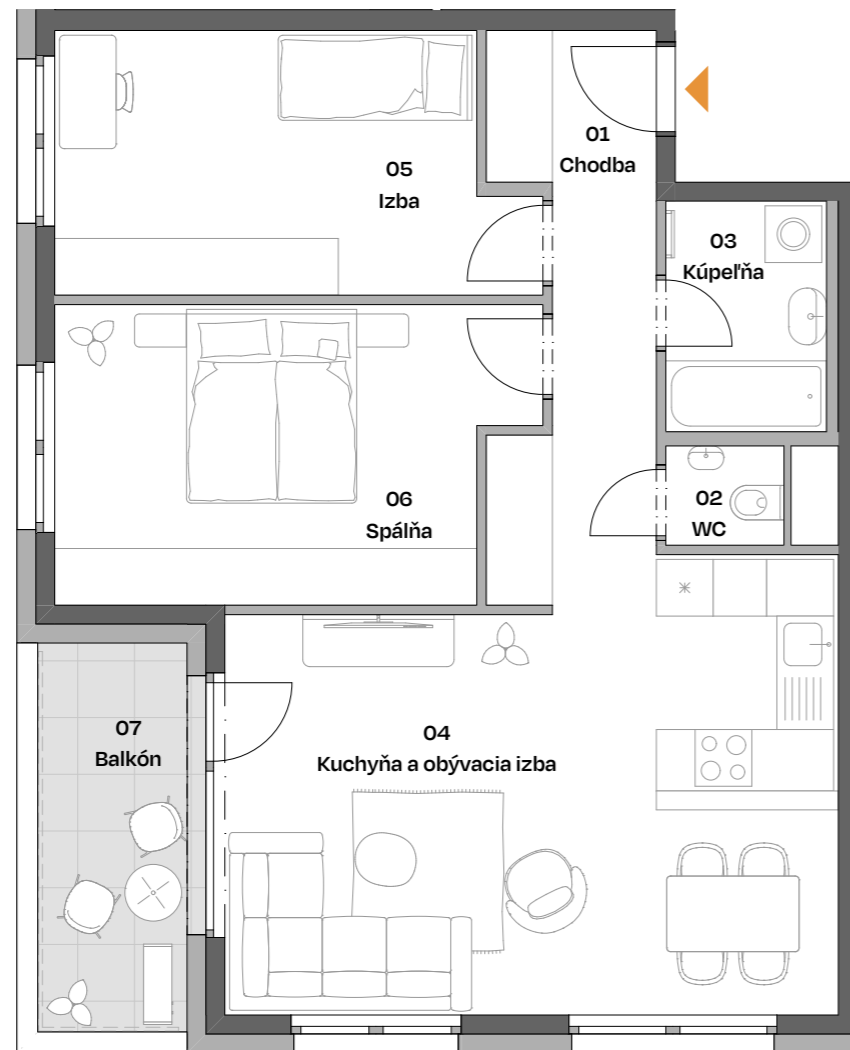 01
Chodba
05
Izba
03
Kúpeľňa
06
Spálňa
02
WC
07
Balkón
04
Kuchyňa a obývacia izba